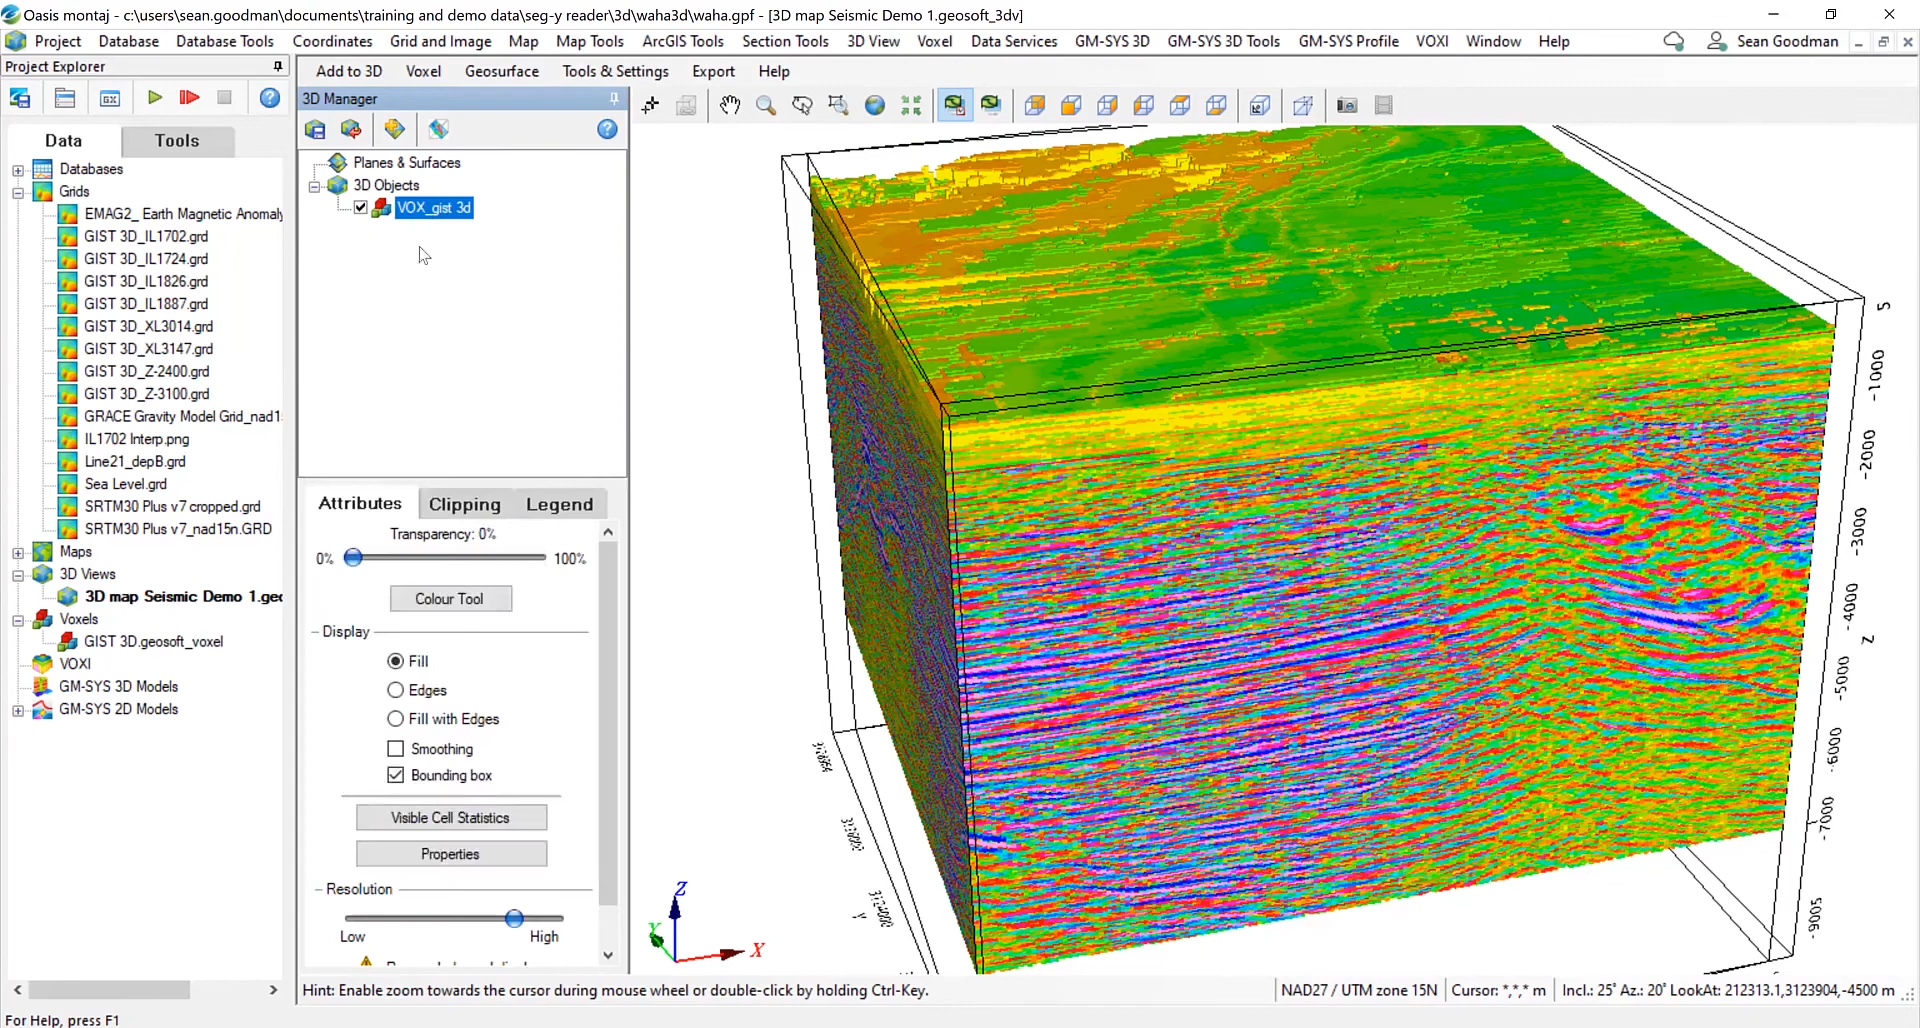 Oasis montaj - c:\users\sean.goodman\documents\training and demo data\seg-y reader\3d\waha3d\waha.gpf - [3D map Seismic Demo 1.geosoft_3dv]
Project Database Database Tools Coordinates Grid and Image Map Map Tools ArcGIS Tools Section Tools 3D View Voxel Data Services GM-SYS 3D GM-SYS 3D Tools GM-SYS Profile VOXI Window Help Sean Goodman
Project Explorer
Add to 3D Voxel Geosurface Tools & Settings Export Help
3D Manager
GX
Data Tools
Databases
Grids
EMAG2_ Earth Magnetic Anomaly
GIST 3D_IL1702.grd
GIST 3D_IL1724.grd
GIST 3D_IL1826.grd
GIST 3D_IL1887.grd
GIST 3D_XL3014.grd
GIST 3D_XL3147.grd
GIST 3D_Z-2400.grd
GIST 3D_Z-3100.grd
GRACE Gravity Model Grid_nad1
IL1702 Interp.png
Line21_depB.grd
Sea Level.grd
SRTM30 Plus v7 cropped.grd
SRTM30 Plus v7_nad15n.GRD
Maps
3D Views
3D map Seismic Demo 1.geo
Voxels
GIST 3D.geosoft_voxel
VOXI
GM-SYS 3D Models
GM-SYS 2D Models
Planes & Surfaces
3D Objects
VOX_gist 3d
Attributes Clipping Legend
Transparency: 0%
0% 100%
Colour Tool
Display
Fill
Edges
Fill with Edges
Smoothing
Bounding box
Visible Cell Statistics
Properties
Resolution
Low High
S
-1000
-2000
-3000
-4000
Z
-5000
-6000
-7000
-9005
Y
Z
Y
X
Hint: Enable zoom towards the cursor during mouse wheel or double-click by holding Ctrl-Key.
NAD27 / UTM zone 15N Cursor: *,*,* m Incl.: 25° Az.: 20° LookAt: 212313.1,3123904,-4500 m
For Help, press F1